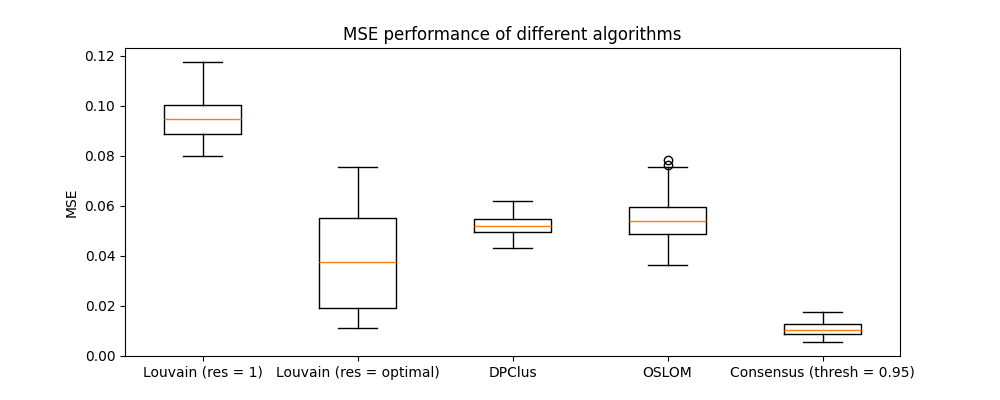 MSE performance of different algorithms
0.12
0.10
0.08
0.06
0.04
0.02
0.00
MSE
Louvain (res = 1) Louvain (res = optimal) DPClus OSLOM Consensus (thresh = 0.95)